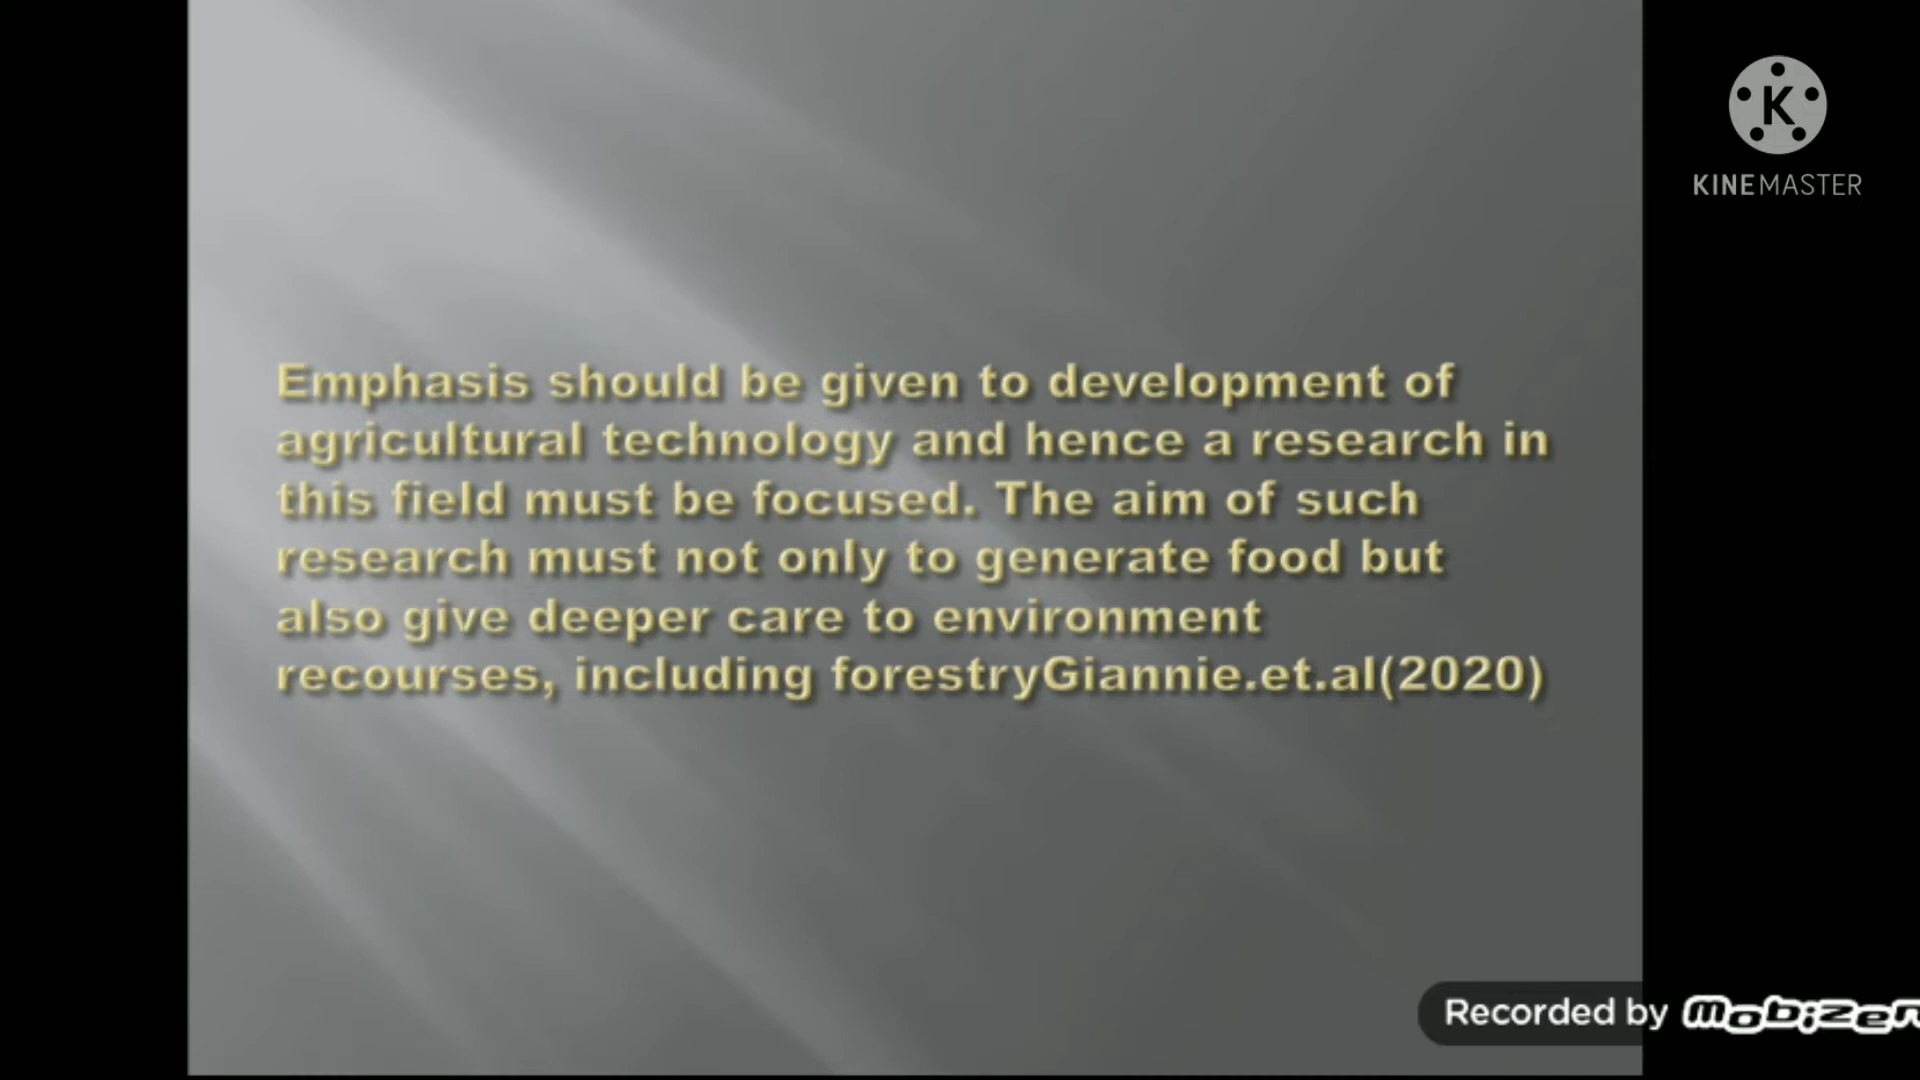 K
KINEMASTER
Emphasis should be given to development of
agricultural technology and hence a research in
this field must be focused. The aim of such
research must not only to generate food but
also give deeper care to environment
recourses, including forestryGiannie.et.al(2020)
Recorded by mobizen